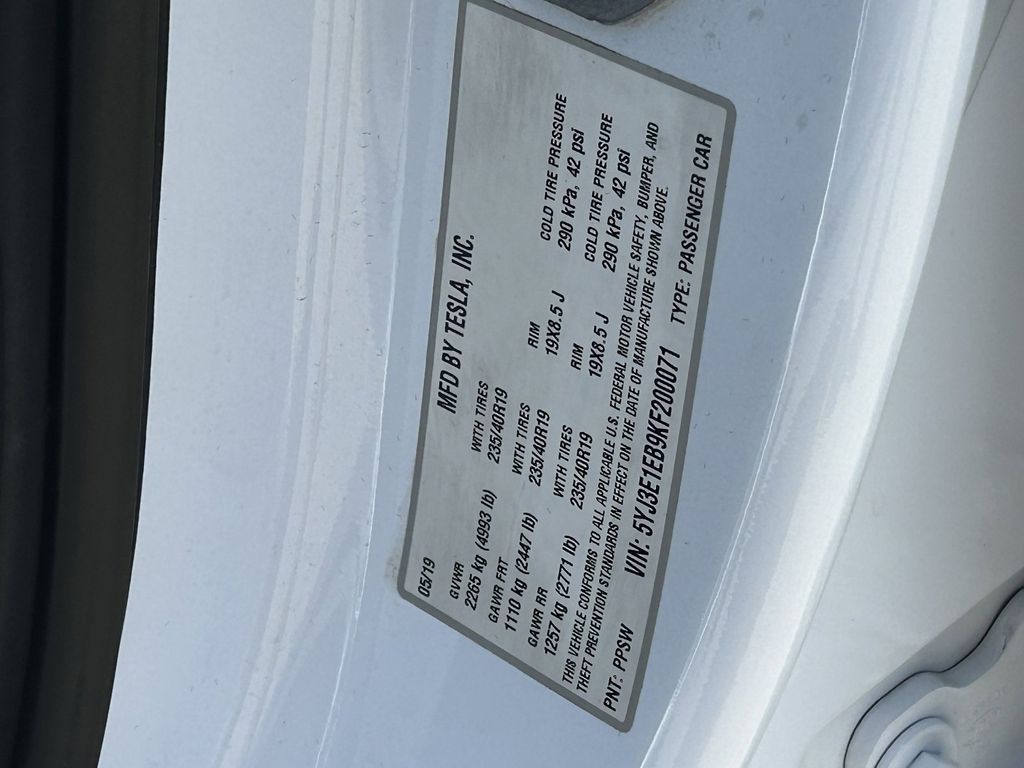 MFD BY TESLA, INC.
05/19
GVWR
2265 kg (4993 lb)
WITH TIRES
235/40R19
RIM
19X8.5 J
COLD TIRE PRESSURE
290 kPa, 42 psi
GAWR FRT
1110 kg (2447 lb)
WITH TIRES
235/40R19
RIM
19X8.5 J
COLD TIRE PRESSURE
290 kPa, 42 psi
GAWR RR
1257 kg (2771 lb)
WITH TIRES
235/40R19
THIS VEHICLE CONFORMS TO ALL APPLICABLE U.S. FEDERAL MOTOR VEHICLE SAFETY, BUMPER, AND
THEFT PREVENTION STANDARDS IN EFFECT ON THE DATE OF MANUFACTURE SHOWN ABOVE.
PNT: PPSW VIN: 5YJ3E1EB9KF200071 TYPE: PASSENGER CAR